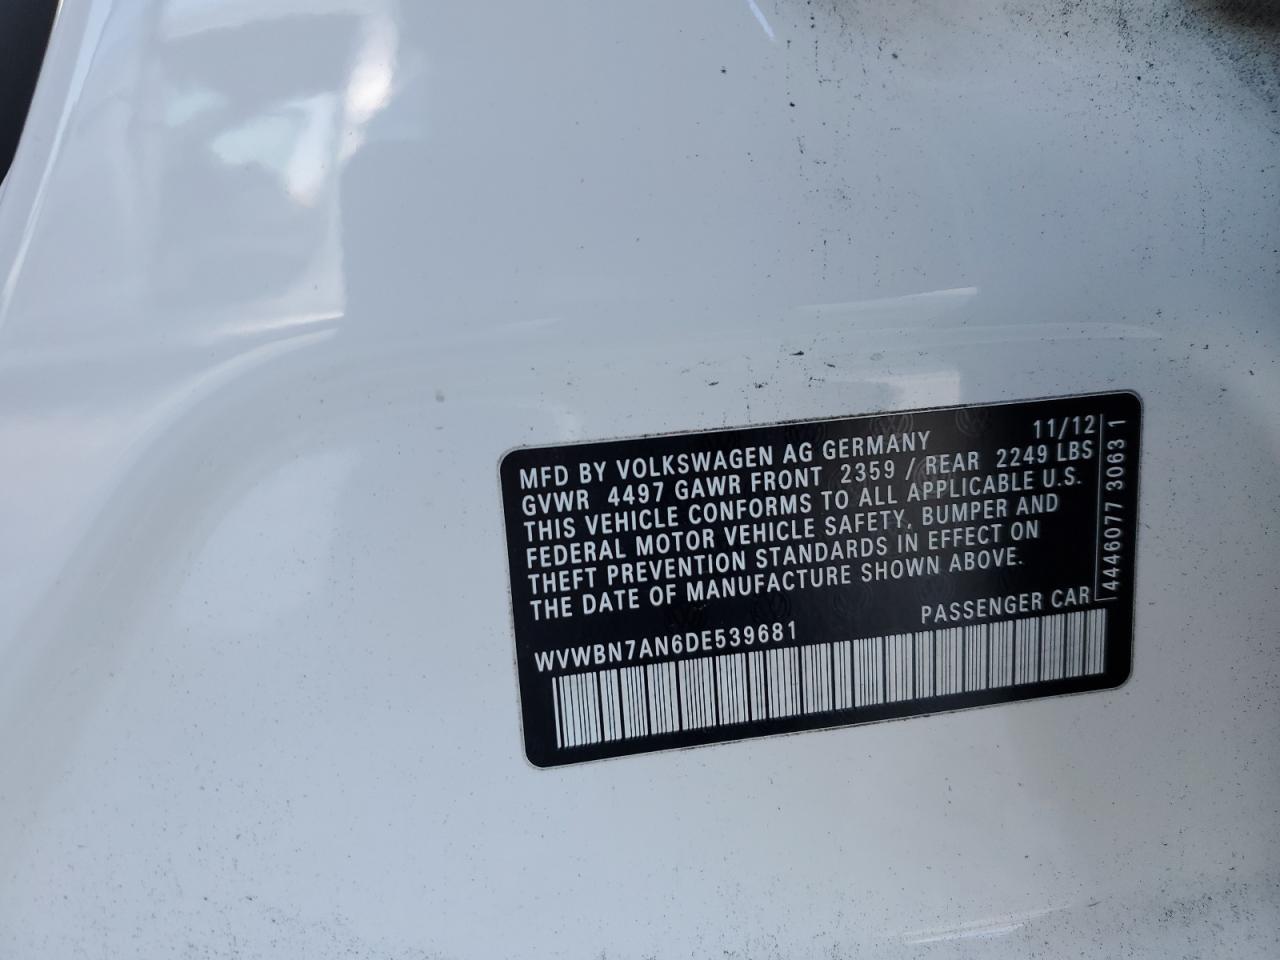 11/12
MFD BY VOLKSWAGEN AG GERMANY
GVWR 4497 GAWR FRONT 2359 / REAR 2249 LBS
THIS VEHICLE CONFORMS TO ALL APPLICABLE U.S.
FEDERAL MOTOR VEHICLE SAFETY, BUMPER AND
THEFT PREVENTION STANDARDS IN EFFECT ON
THE DATE OF MANUFACTURE SHOWN ABOVE.
PASSENGER CAR
WVWBN7AN6DE539681
4446077 3063 1